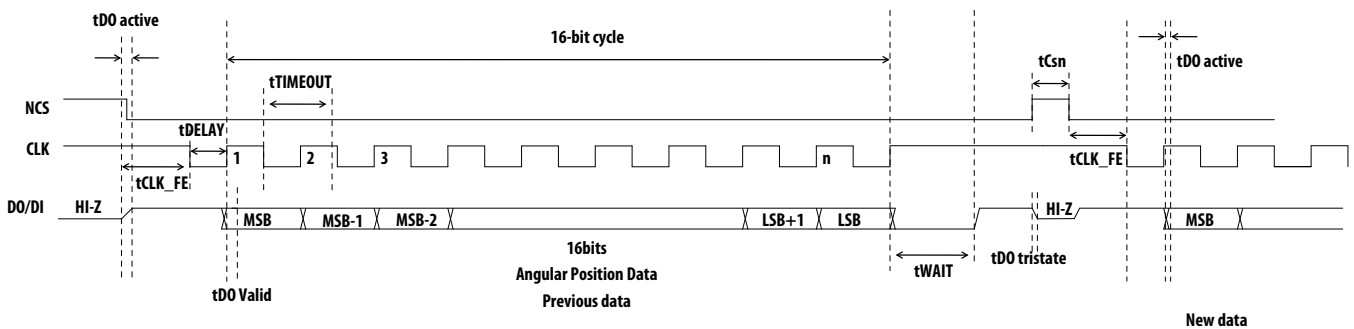 tDO active
16-bit cycle
tCsn
tDO active
tTIMEOUT
NCS
tDELAY
CLK
1
2
3
n
tCLK_FE
tCLK_FE
DO/DI
HI-Z
MSB
MSB-1
MSB-2
LSB+1
LSB
HI-Z
MSB
16bits
Angular Position Data
Previous data
tWAIT
tDO tristate
tDO Valid
New data